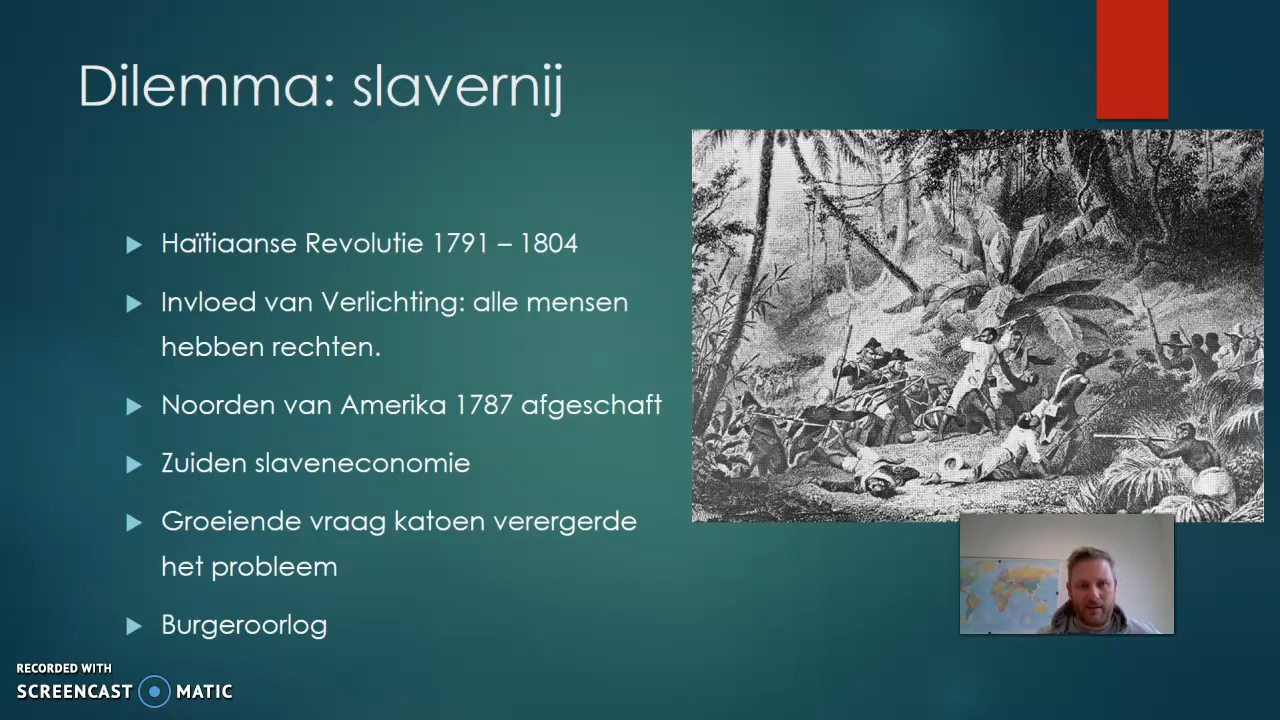 Dilemma: slavernij
Haïtiaanse Revolutie 1791 – 1804
Invloed van Verlichting: alle mensen
hebben rechten.
Noorden van Amerika 1787 afgeschaft
Zuiden slaveneconomie
Groeiende vraag katoen verergerde
het probleem
Burgeroorlog
RECORDED WITH
SCREENCAST MATIC